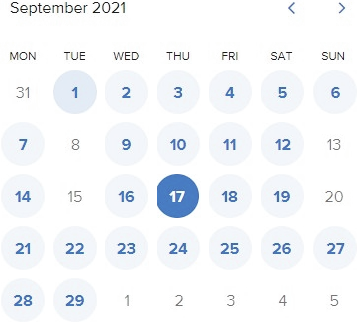 September 2021
MON TUE WED THU FRI SAT SUN
31 1 2 3 4 5 6
7 8 9 10 11 12 13
14 15 16 17 18 19 20
21 22 23 24 25 26 27
28 29 1 2 3 4 5